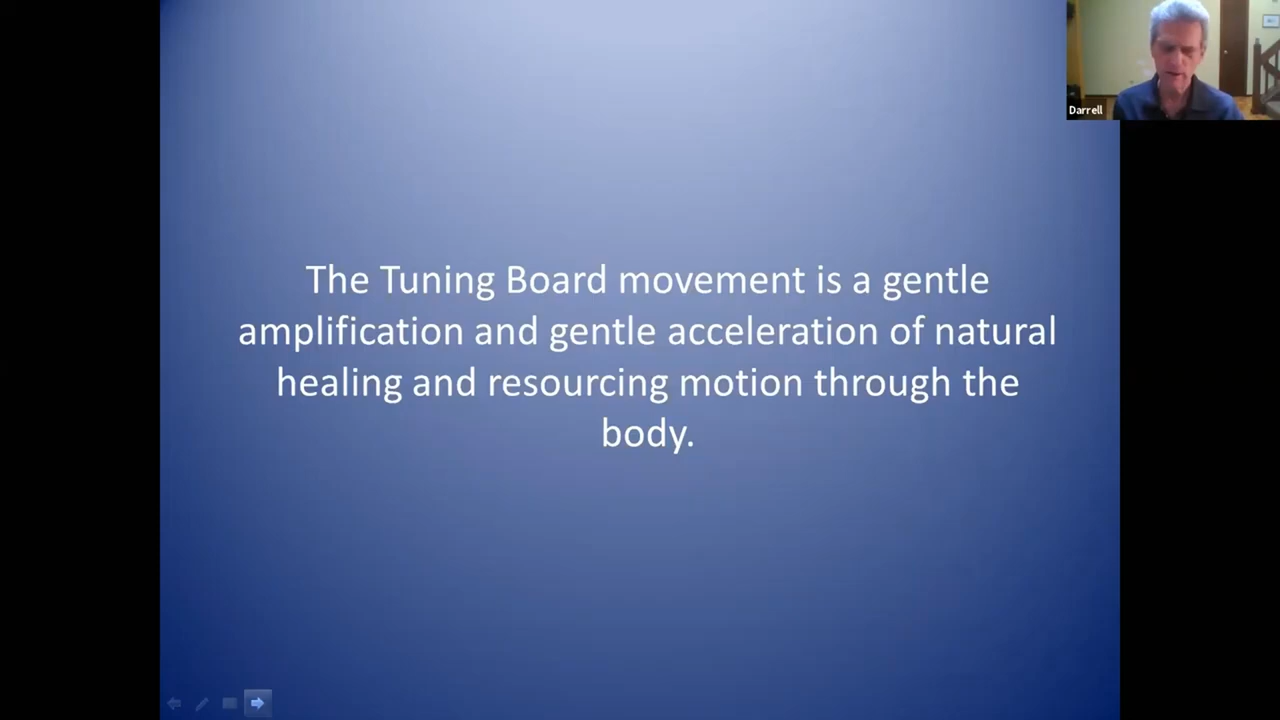 Darrell
The Tuning Board movement is a gentle
amplification and gentle acceleration of natural
healing and resourcing motion through the
body.